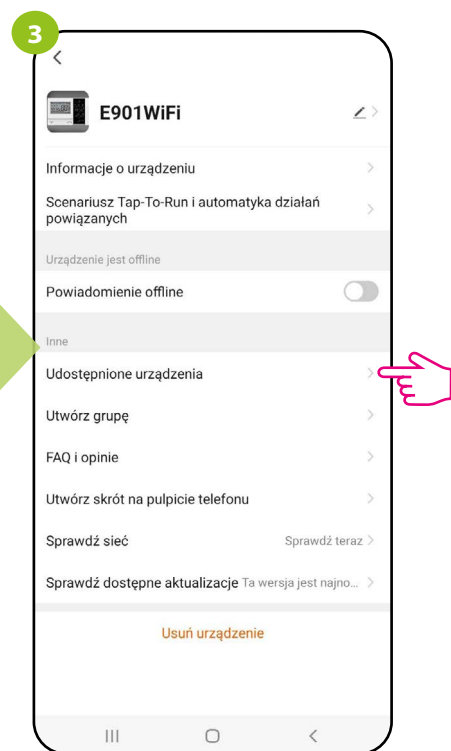 3
E901WiFi
Informacje o urządzeniu
Scenariusz Tap-To-Run i automatyka działań
powiązanych
Urządzenie jest offline
Powiadomienie offline
Inne
Udostępnione urządzenia
Utwórz grupę
FAQ i opinie
Utwórz skrót na pulpicie telefonu
Sprawdź sieć Sprawdź teraz
Sprawdź dostępne aktualizacje Ta wersja jest najno...
Usuń urządzenie